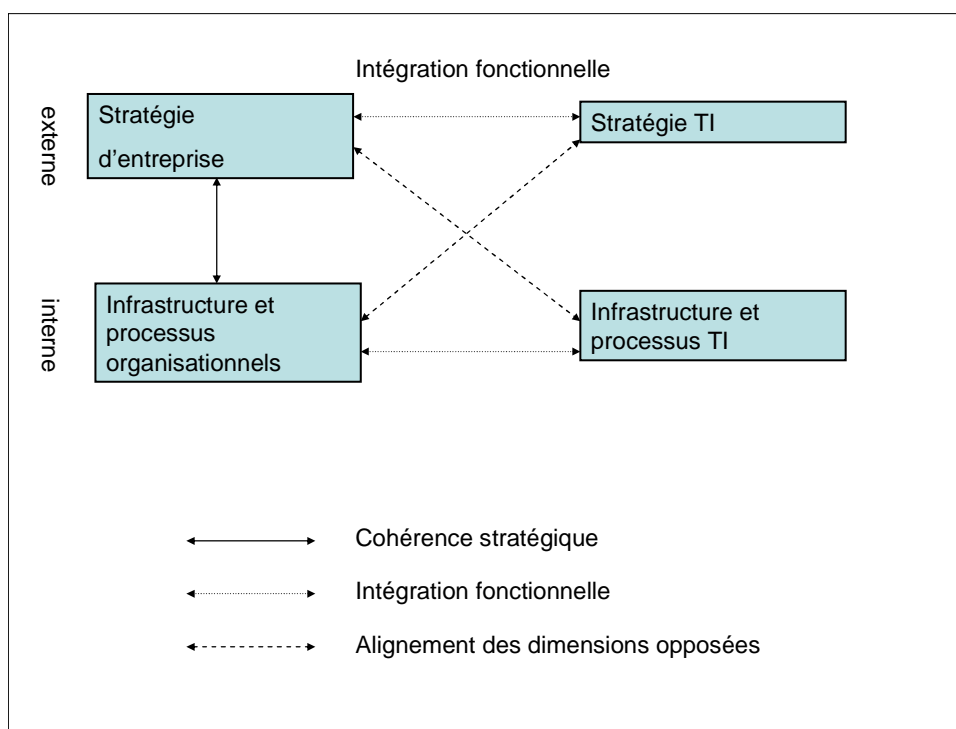 Intégration fonctionnelle
externe
Stratégie
d'entreprise
Stratégie TI
interne
Infrastructure et
processus
organisationnels
Infrastructure et
processus TI
Cohérence stratégique
Intégration fonctionnelle
Alignement des dimensions opposées